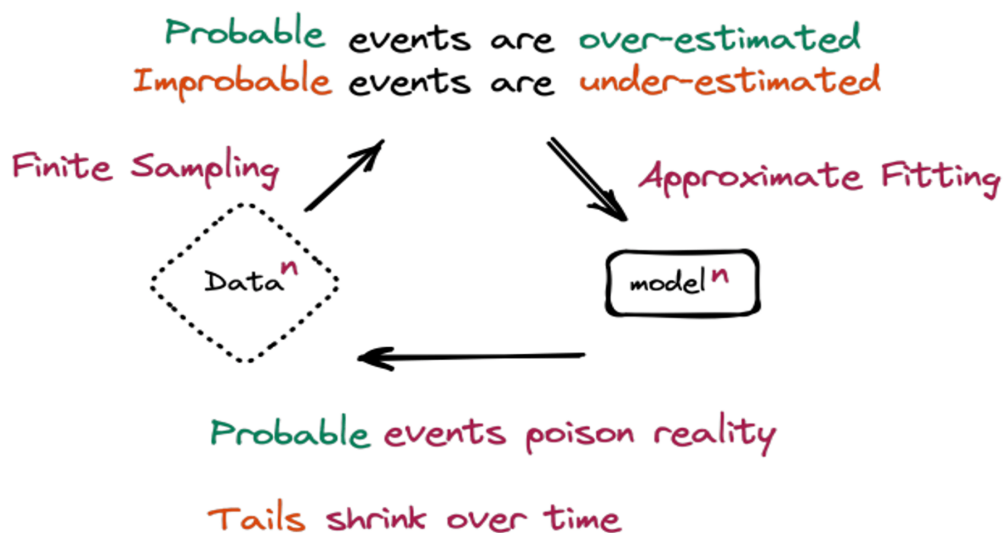 Probable events are over-estimated
Improbable events are under-estimated
Finite Sampling
Approximate Fitting
Data^n
model^n
Probable events poison reality
Tails shrink over time